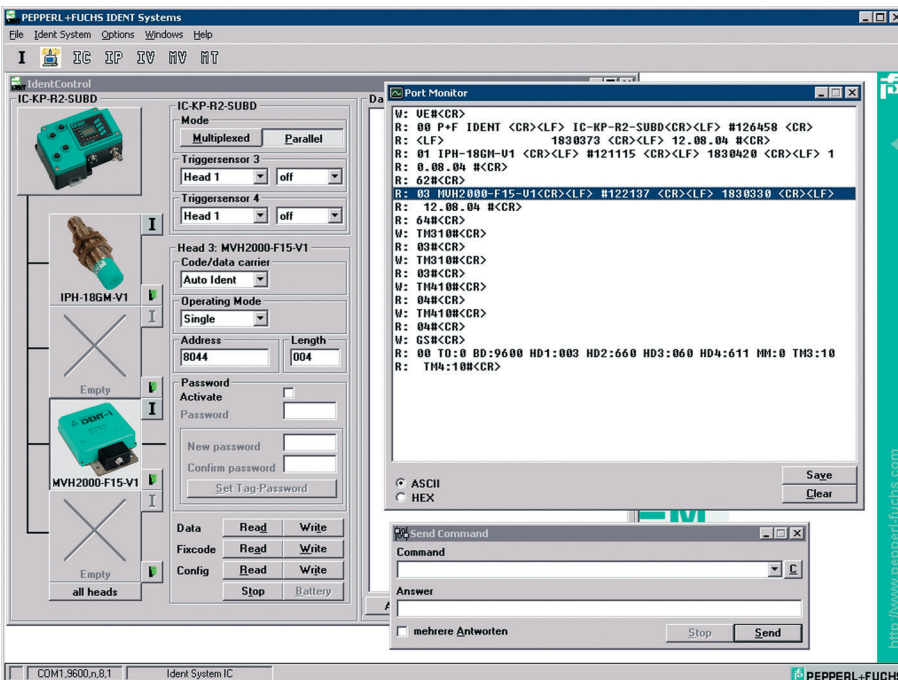 PEPPERL+FUCHS IDENT Systems
File Ident System Options Windows Help
I IC IP IV MV MT
IdentControl
IC-KP-R2-SUBD
IPH-18GM-V1
I
Empty
I
MVH2000-F15-V1
I
Empty
I
all heads
IC-KP-R2-SUBD
Mode
Multiplexed Parallel
Triggersensor 3
Head 1 off
Triggersensor 4
Head 1 off
Head 3: MVH2000-F15-V1
Code/data carrier
Auto Ident
Operating Mode
Single
Address Length
8044 004
Password
Activate
Password
New password
Confirm password
Set Tag-Password
Data Read Write
Fixcode Read Write
Config Read Write
Stop Battery
Da
Port Monitor
W: VE#<CR>
R: 00 P+F IDENT <CR><LF> IC-KP-R2-SUBD<CR><LF> #126458 <CR>
R: <LF> 1830373 <CR><LF> 12.08.04 #<CR>
R: 01 IPH-18GM-V1 <CR><LF> #121115 <CR><LF> 1830420 <CR><LF> 1
R: 0.08.04 #<CR>
R: 62#<CR>
R: 03 MVH2000-F15-V1<CR><LF> #122137 <CR><LF> 1830330 <CR><LF>
R: 12.08.04 #<CR>
R: 64#<CR>
W: TM310#<CR>
R: 03#<CR>
W: TM310#<CR>
R: 03#<CR>
W: TM410#<CR>
R: 04#<CR>
W: TM410#<CR>
R: 04#<CR>
W: GS#<CR>
R: 00 TO:0 BD:9600 HD1:003 HD2:660 HD3:060 HD4:611 MM:0 TM3:10
R: TM4:10#<CR>
ASCII
HEX
Save
Clear
Send Command
Command
C
Answer
mehrere Antworten
Stop Send
http://www.pepperl-fuchs.com
COM1,9600,n,8,1 Ident System IC
PEPPERL+FUCHS